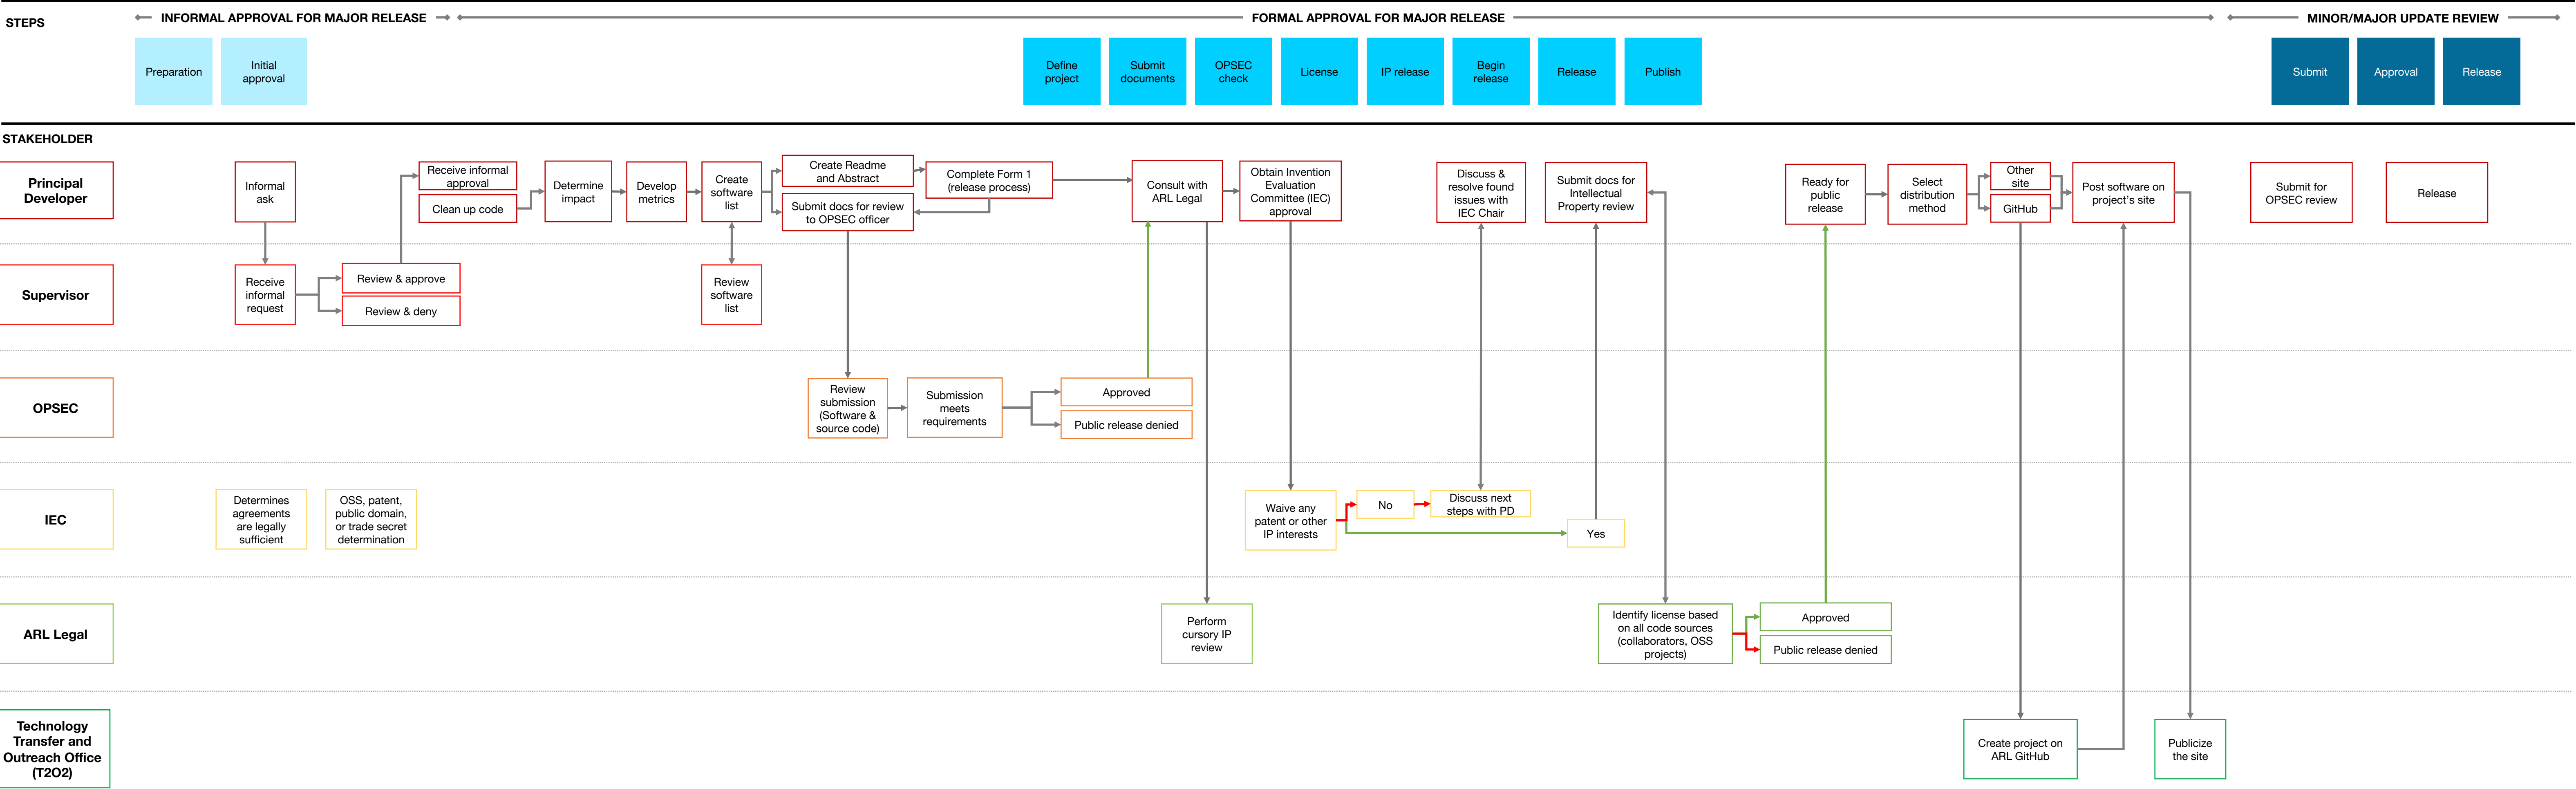 STEPS
INFORMAL APPROVAL FOR MAJOR RELEASE
FORMAL APPROVAL FOR MAJOR RELEASE
MINOR/MAJOR UPDATE REVIEW
Preparation
Initial
approval
Define
project
Submit
documents
OPSEC
check
License
IP release
Begin
release
Release
Publish
Submit
Approval
Release
STAKEHOLDER
Principal
Developer
Informal
ask
Receive informal
approval
Clean up code
Determine
impact
Develop
metrics
Create
software
list
Create Readme
and Abstract
Submit docs for review
to OPSEC officer
Complete Form 1
(release process)
Consult with
ARL Legal
Obtain Invention
Evaluation
Committee (IEC)
approval
Discuss &
resolve found
issues with
IEC Chair
Submit docs for
Intellectual
Property review
Ready for
public
release
Select
distribution
method
Other
site
GitHub
Post software on
project's site
Submit for
OPSEC review
Release
Supervisor
Receive
informal
request
Review & approve
Review & deny
Review
software
list
OPSEC
Review
submission
(Software &
source code)
Submission
meets
requirements
Approved
Public release denied
IEC
Determines
agreements
are legally
sufficient
OSS, patent,
public domain,
or trade secret
determination
Waive any
patent or other
IP interests
No
Discuss next
steps with PD
Yes
ARL Legal
Perform
cursory IP
review
Identify license based
on all code sources
(collaborators, OSS
projects)
Approved
Public release denied
Technology
Transfer and
Outreach Office
(T2O2)
Create project on
ARL GitHub
Publicize
the site